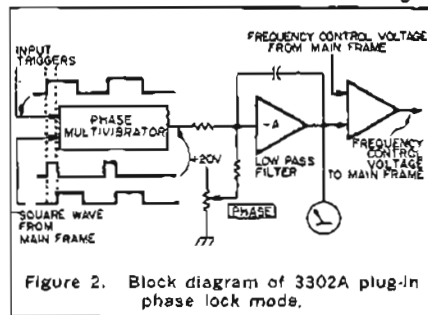 FREQUENCY CONTROL VOLTAGE
FROM MAIN FRAME
INPUT
TRIGGERS
PHASE
MULTIVIBRATOR
+20V
-A
LOW PASS
FILTER
FREQUENCY
CONTROL
VOLTAGE
TO MAIN FRAME
PHASE
SQUARE WAVE
FROM
MAIN FRAME
Figure 2. Block diagram of 3302A plug-in
phase lock mode.